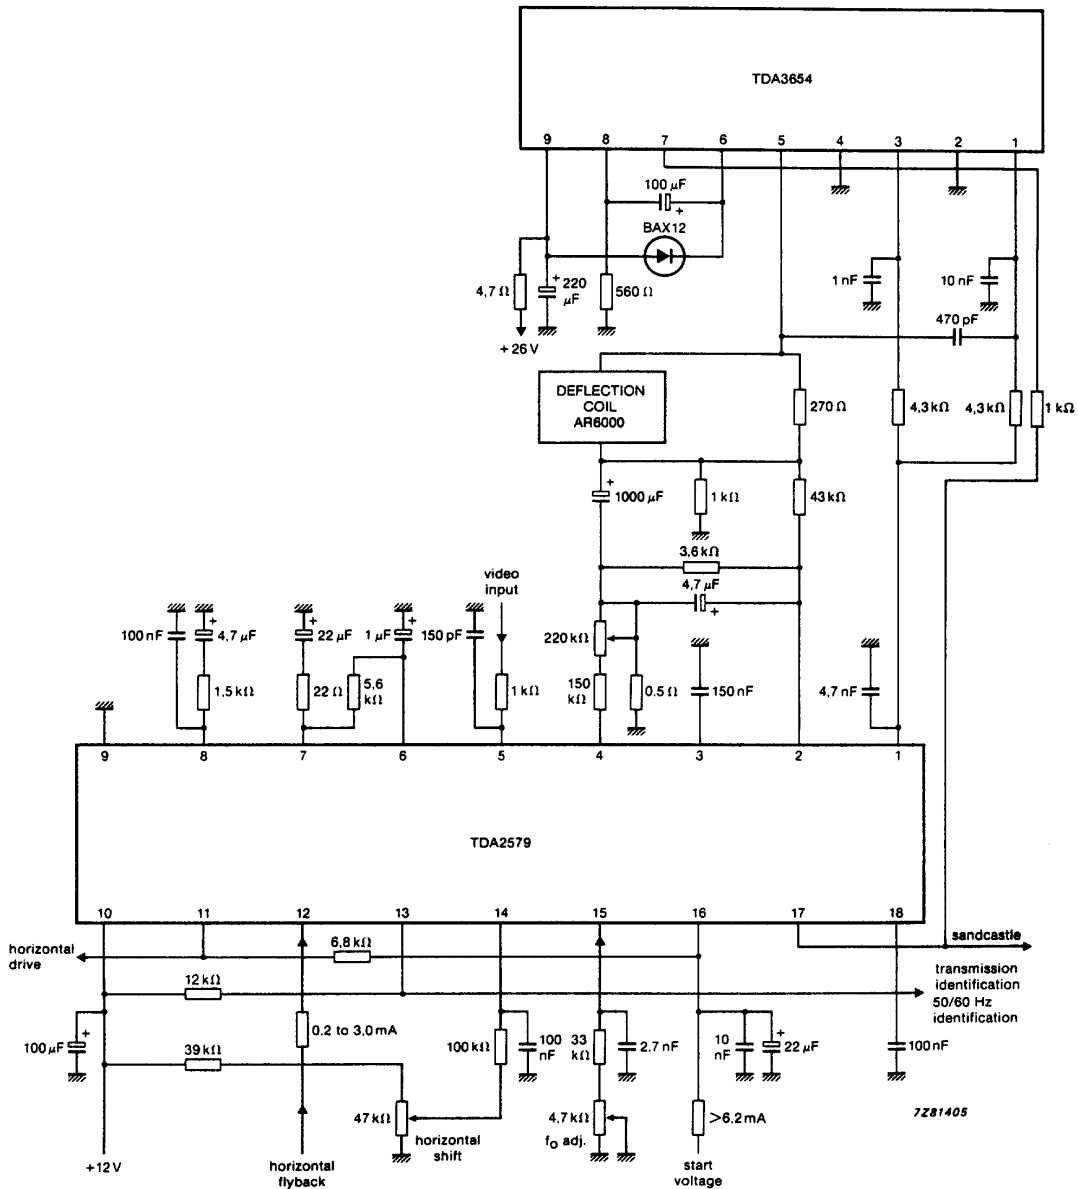 TDA3654
9 8 7 6 5 4 3 2 1
100 µF
+
BAX12
4,7 Ω
+
220
µF
560 Ω
+ 26 V
1 nF
10 nF
470 pF
DEFLECTION
COIL
AR6000
270 Ω
4,3 kΩ
4,3 kΩ
1 kΩ
+
1000 µF
1 kΩ
43 kΩ
3,6 kΩ
4,7 µF
+
video
input
100 nF
+
4,7 µF
+
22 µF
1 µF
+
150 pF
220 kΩ
1,5 kΩ
22 Ω
5,6
kΩ
1 kΩ
150
kΩ
0.5 Ω
150 nF
4,7 nF
9 8 7 6 5 4 3 2 1
TDA2579
10 11 12 13 14 15 16 17 18
horizontal
drive
6,8 kΩ
sandcastle
12 kΩ
transmission
identification
50/60 Hz
identification
100 µF
+
0.2 to 3,0 mA
39 kΩ
100 kΩ
100
nF
33
kΩ
2,7 nF
10
nF
+
22 µF
100 nF
47 kΩ
horizontal
shift
4,7 kΩ
fO adj.
>6,2 mA
7Z81405
+12 V
horizontal
flyback
start
voltage